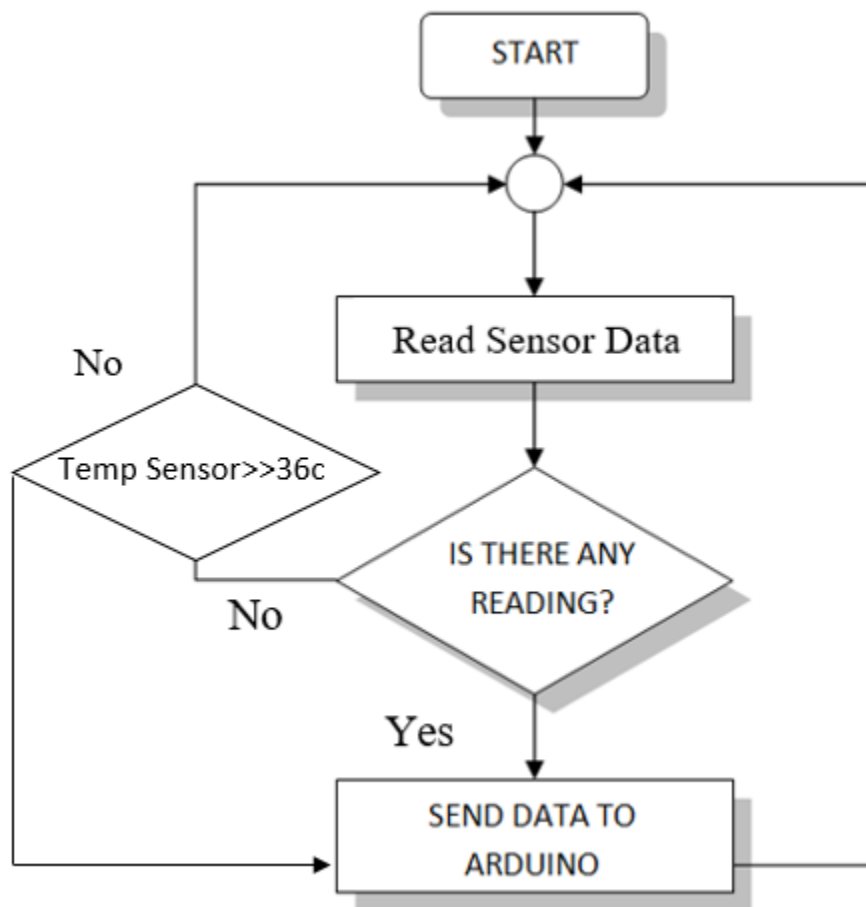 START
Read Sensor Data
No
Temp Sensor>>36c
IS THERE ANY
READING?
No
Yes
SEND DATA TO
ARDUINO